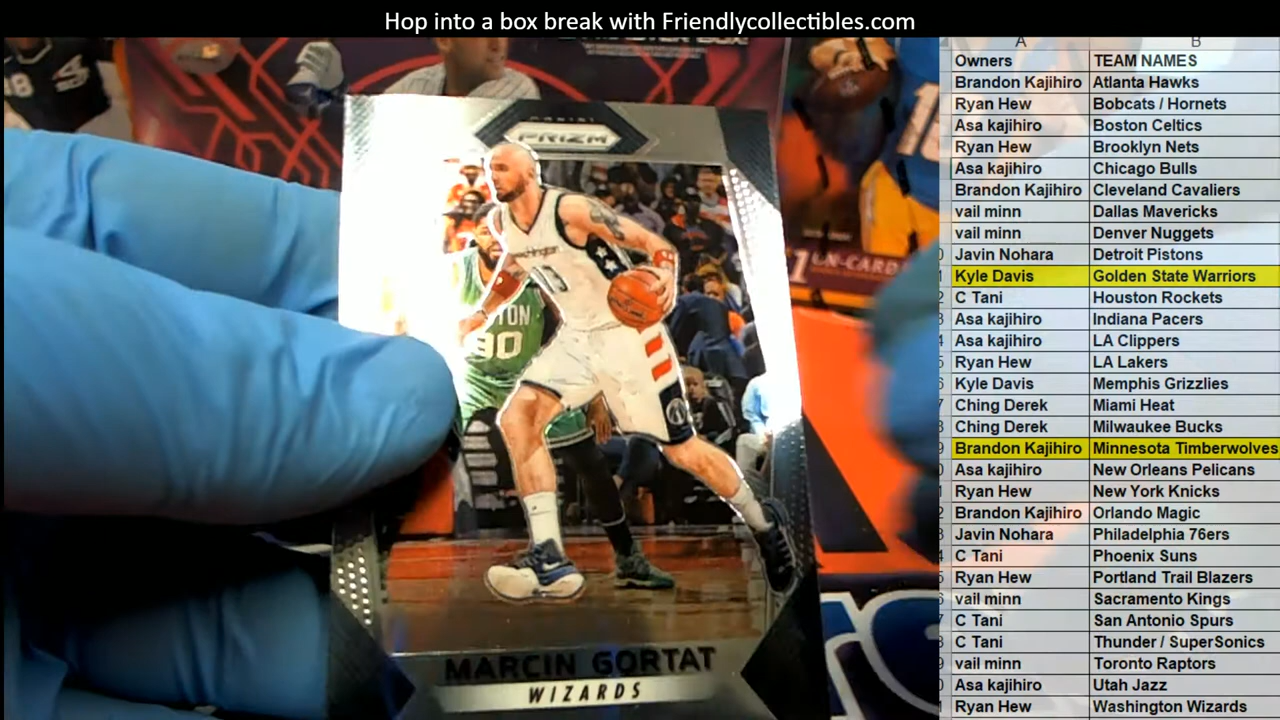 Hop into a box break with Friendlycollectibles.com
PANINI
PRIZM
Washington
13
BOSTON
90
MARCIN GORTAT
WIZARDS
A B
Owners TEAM NAMES
Brandon Kajihiro Atlanta Hawks
Ryan Hew Bobcats / Hornets
Asa kajihiro Boston Celtics
Ryan Hew Brooklyn Nets
Asa kajihiro Chicago Bulls
Brandon Kajihiro Cleveland Cavaliers
vail minn Dallas Mavericks
vail minn Denver Nuggets
Javin Nohara Detroit Pistons
Kyle Davis Golden State Warriors
C Tani Houston Rockets
Asa kajihiro Indiana Pacers
Asa kajihiro LA Clippers
Ryan Hew LA Lakers
Kyle Davis Memphis Grizzlies
Ching Derek Miami Heat
Ching Derek Milwaukee Bucks
Brandon Kajihiro Minnesota Timberwolves
Asa kajihiro New Orleans Pelicans
Ryan Hew New York Knicks
Brandon Kajihiro Orlando Magic
Javin Nohara Philadelphia 76ers
C Tani Phoenix Suns
Ryan Hew Portland Trail Blazers
vail minn Sacramento Kings
C Tani San Antonio Spurs
C Tani Thunder / SuperSonics
vail minn Toronto Raptors
Asa kajihiro Utah Jazz
Ryan Hew Washington Wizards